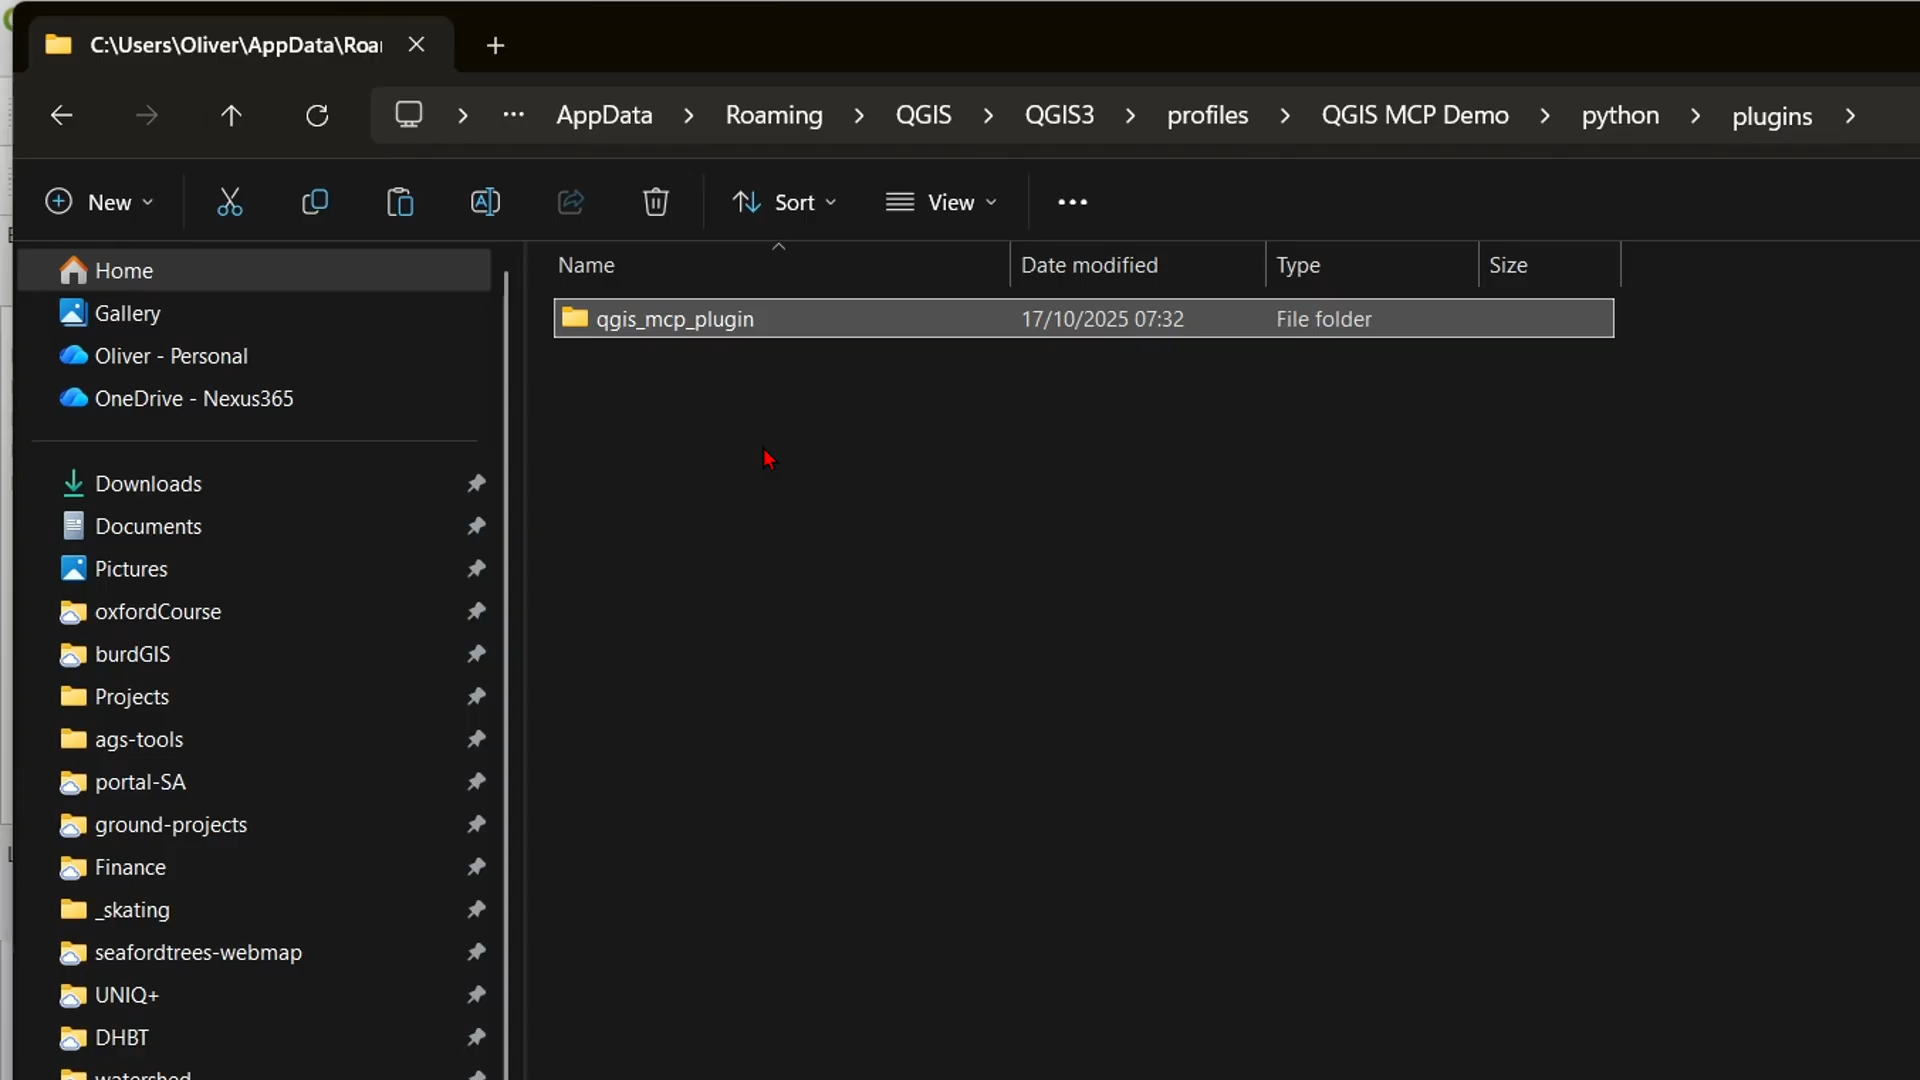 C:\Users\Oliver\AppData\Roa
AppData > Roaming > QGIS > QGIS3 > profiles > QGIS MCP Demo > python > plugins >
New
Sort
View
Name
Date modified
Type
Size
qgis_mcp_plugin
17/10/2025 07:32
File folder
Home
Gallery
Oliver - Personal
OneDrive - Nexus365
Downloads
Documents
Pictures
oxfordCourse
burdGIS
Projects
ags-tools
portal-SA
ground-projects
Finance
_skating
seafordtrees-webmap
UNIQ+
DHBT
watershed